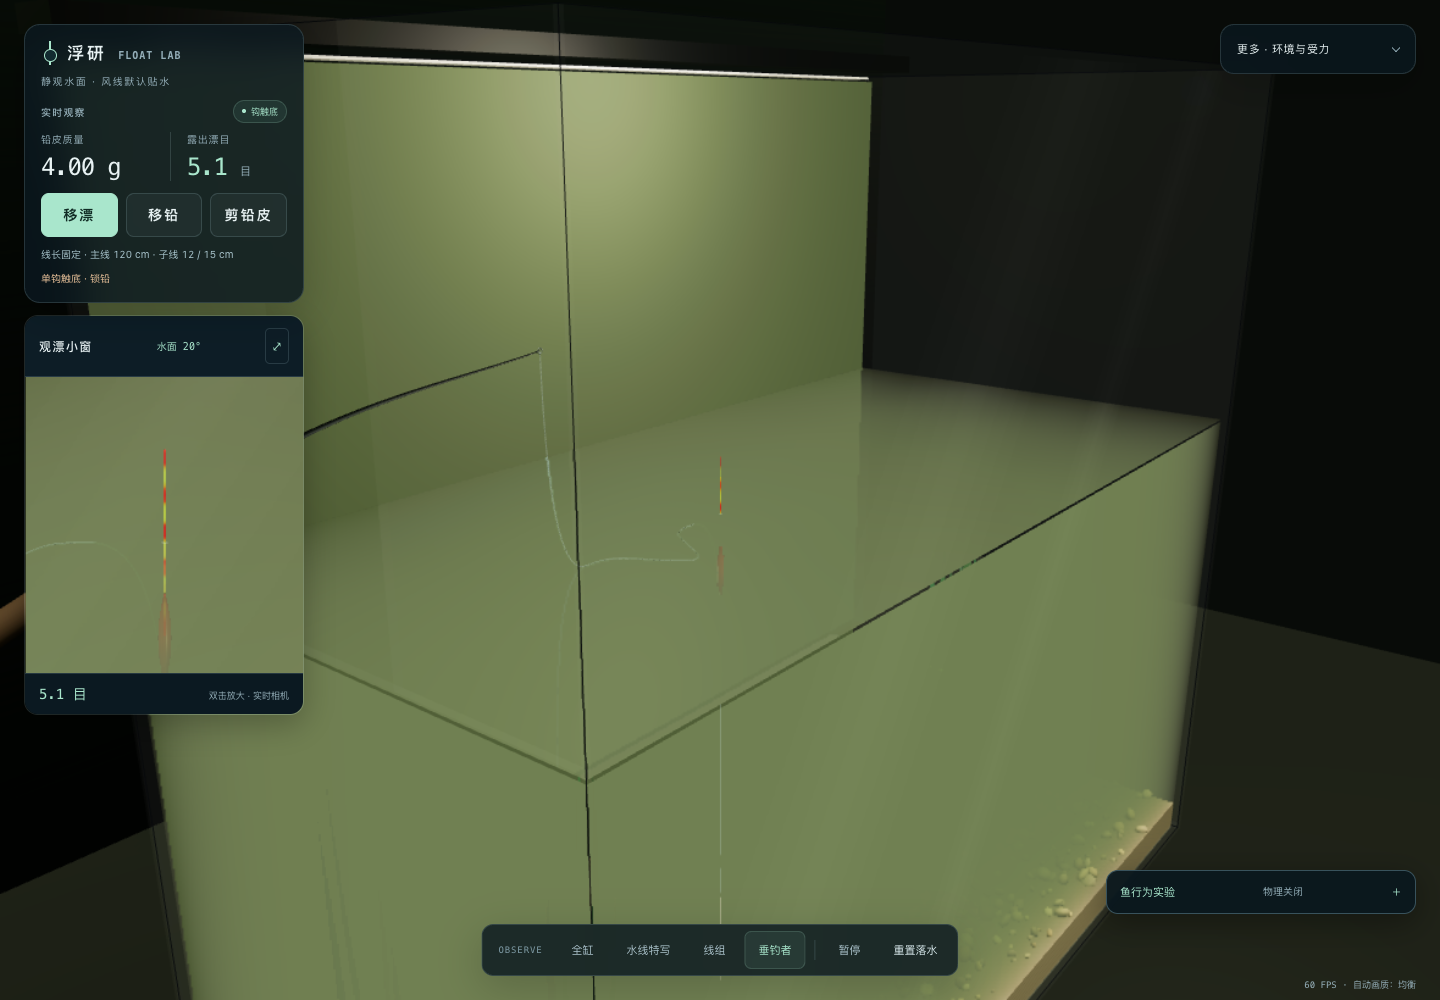 浮研 FLOAT LAB
静观水面 · 风线默认贴水
实时观察
钩触底
铅皮质量
露出漂目
4.00 g
5.1 目
移漂
移铅
剪铅皮
线长固定 · 主线 120 cm · 子线 12 / 15 cm
单钩触底 · 锁铅
观漂小窗
水面 20°
5.1 目
双击放大 · 实时相机
更多 · 环境与受力
鱼行为实验
物理关闭
+
OBSERVE
全缸
水线特写
线组
垂钓者
暂停
重置落水
60 FPS · 自动画质: 均衡